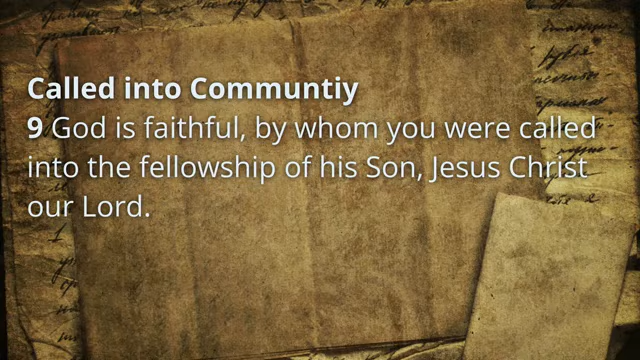 Called into Communtiy
9 God is faithful, by whom you were called
into the fellowship of his Son, Jesus Christ
our Lord.